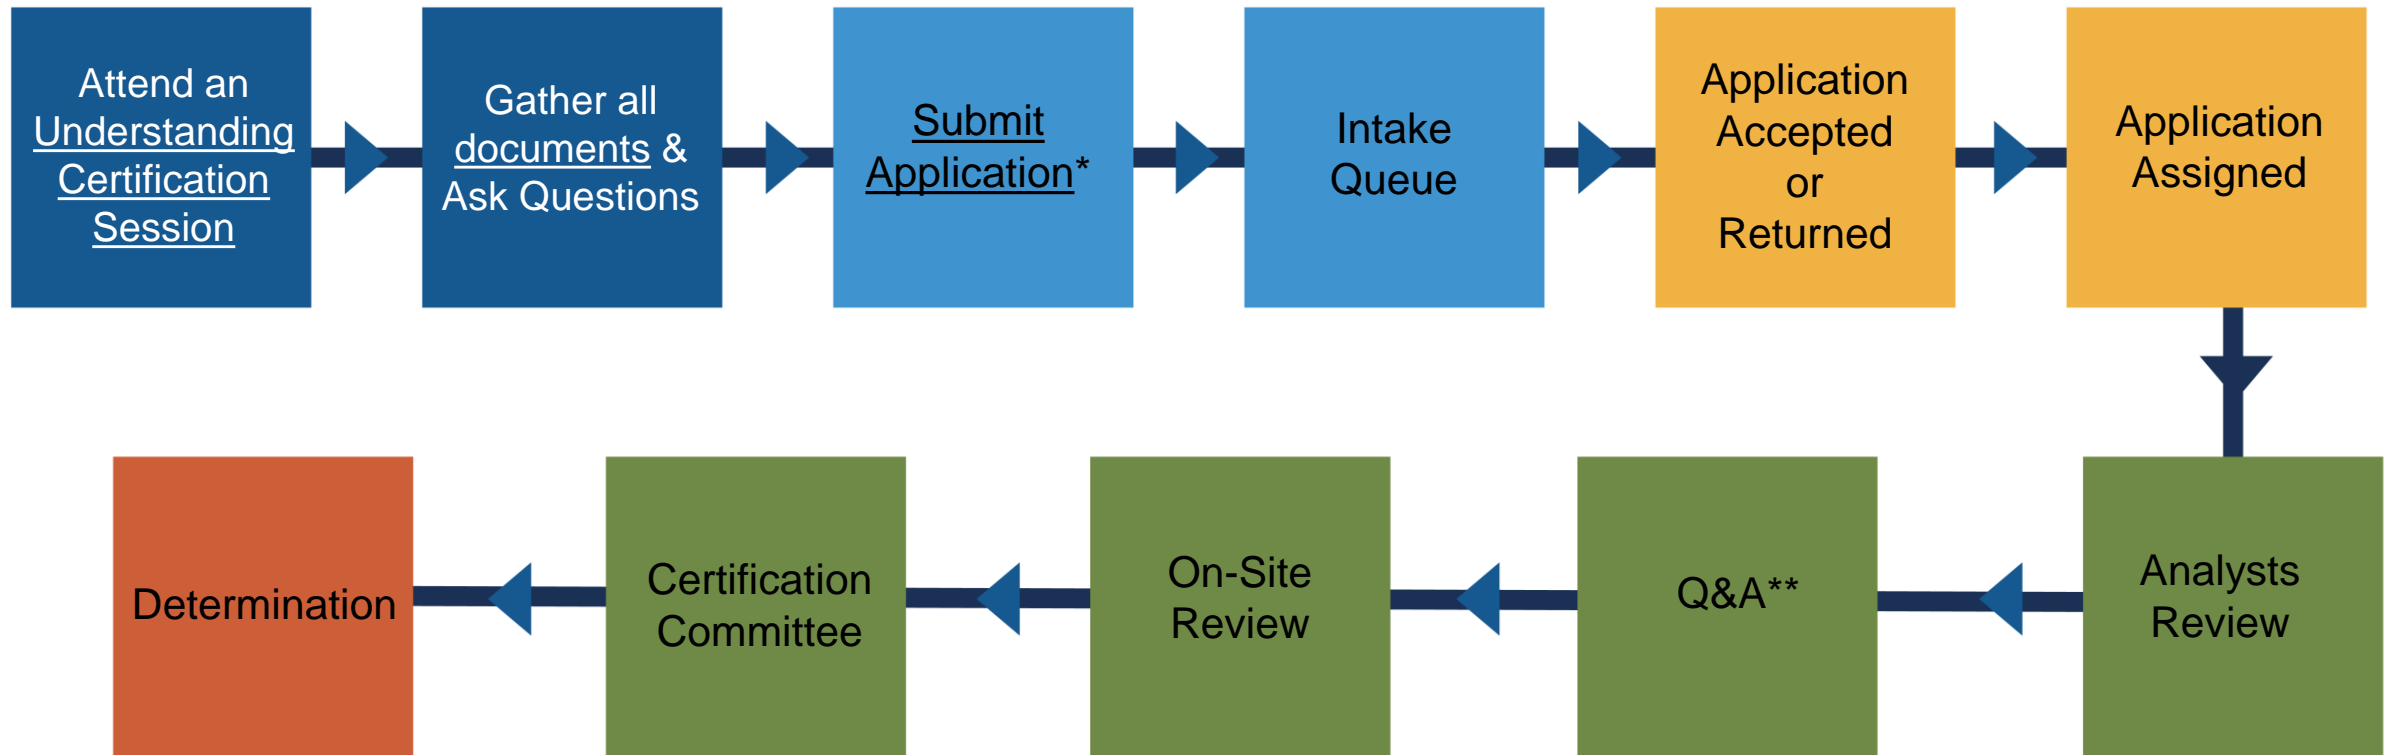 Attend an
Understanding
Certification
Session
Gather all
documents &
Ask Questions
Submit
Application*
Intake
Queue
Application
Accepted
or
Returned
Application
Assigned
Analysts
Review
Q&A**
On-Site
Review
Certification
Committee
Determination